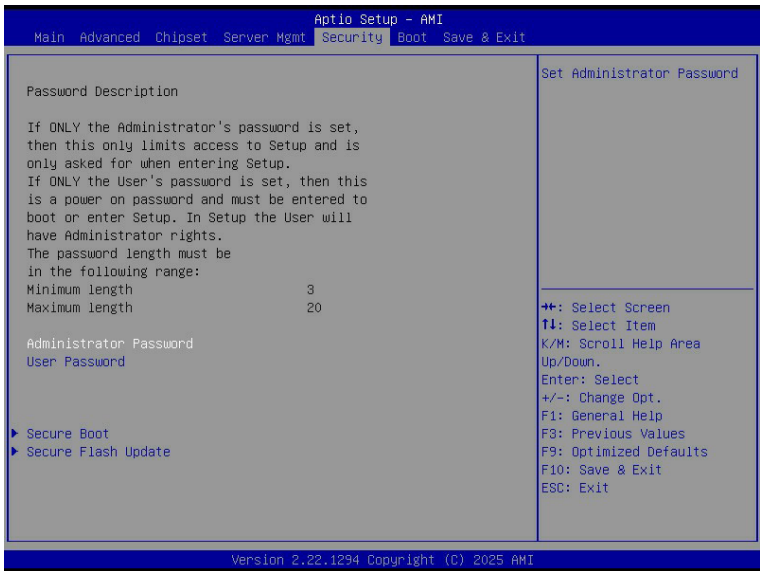 Aptio Setup – AMI
Main Advanced Chipset Server Mgmt Security Boot Save & Exit
Password Description
If ONLY the Administrator's password is set,
then this only limits access to Setup and is
only asked for when entering Setup.
If ONLY the User's password is set, then this
is a power on password and must be entered to
boot or enter Setup. In Setup the User will
have Administrator rights.
The password length must be
in the following range:
Minimum length 3
Maximum length 20
Administrator Password
User Password
Secure Boot
Secure Flash Update
Set Administrator Password
→←: Select Screen
↑↓: Select Item
K/M: Scroll Help Area
Up/Down.
Enter: Select
+/-: Change Opt.
F1: General Help
F3: Previous Values
F9: Optimized Defaults
F10: Save & Exit
ESC: Exit
Version 2.22.1294 Copyright (C) 2025 AMI